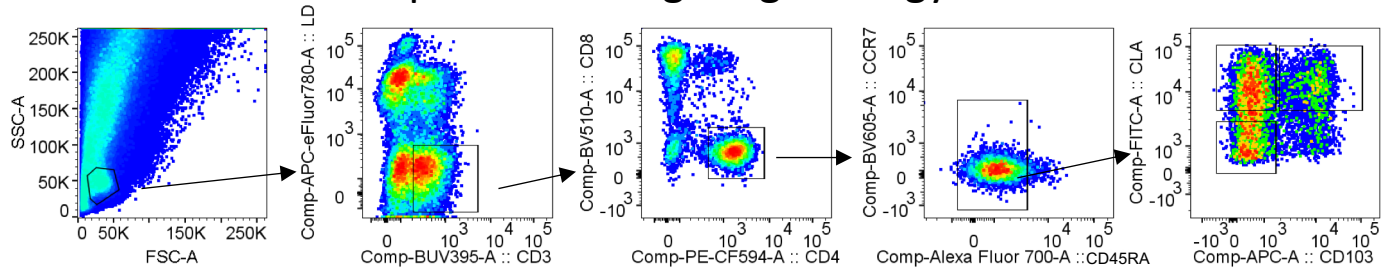 250K
200K
150K
100K
50K
0
SSC-A
0 50K 150K 250K
FSC-A
Comp-APC-eFluor780-A :: LD
10^5
10^4
10^3
0
0 10^3 10^4 10^5
Comp-BUV395-A :: CD3
Comp-BV510-A :: CD8
10^5
10^4
10^3
0
-10^3
0 10^3 10^4 10^5
Comp-PE-CF594-A :: CD4
Comp-BV605-A :: CCR7
10^5
10^4
10^3
0
-10^3
0 10^3 10^4 10^5
Comp-Alexa Fluor 700-A :: CD45RA
Comp-FITC-A :: CLA
10^5
10^4
10^3
0
-10^3
-10^3 0 10^3 10^4 10^5
Comp-APC-A :: CD103